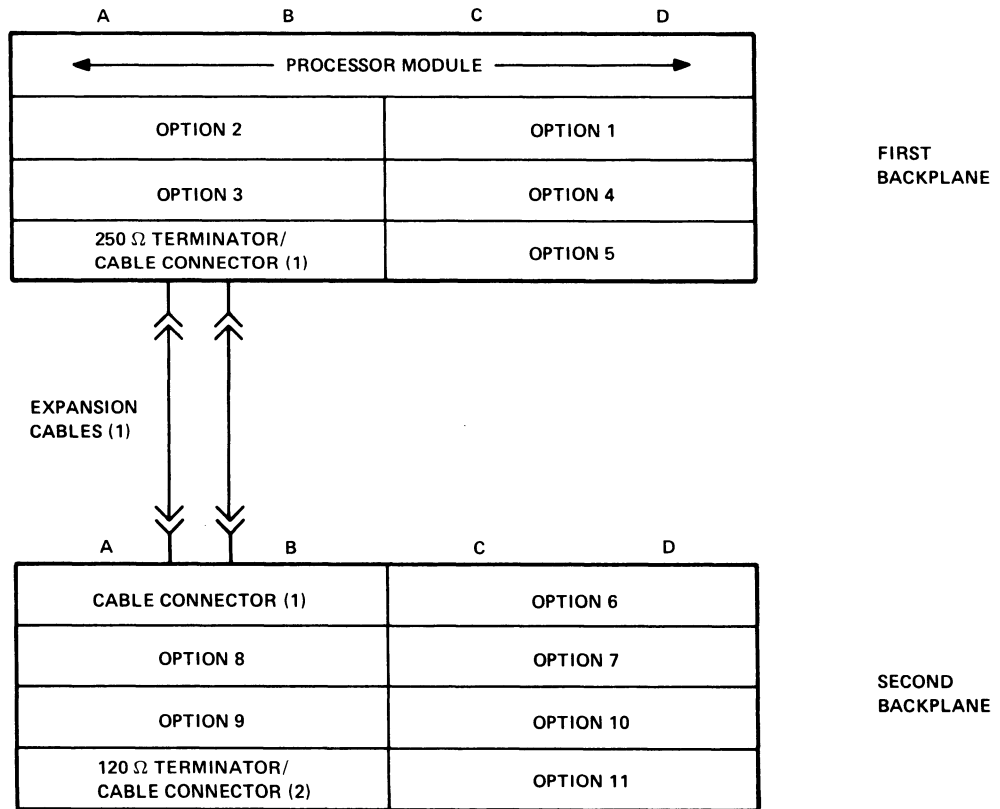 A B C D
PROCESSOR MODULE
OPTION 2 OPTION 1
OPTION 3 OPTION 4
250 Ω TERMINATOR/
CABLE CONNECTOR (1)
OPTION 5
FIRST
BACKPLANE
EXPANSION
CABLES (1)
A B C D
CABLE CONNECTOR (1) OPTION 6
OPTION 8 OPTION 7
OPTION 9 OPTION 10
120 Ω TERMINATOR/
CABLE CONNECTOR (2)
OPTION 11
SECOND
BACKPLANE